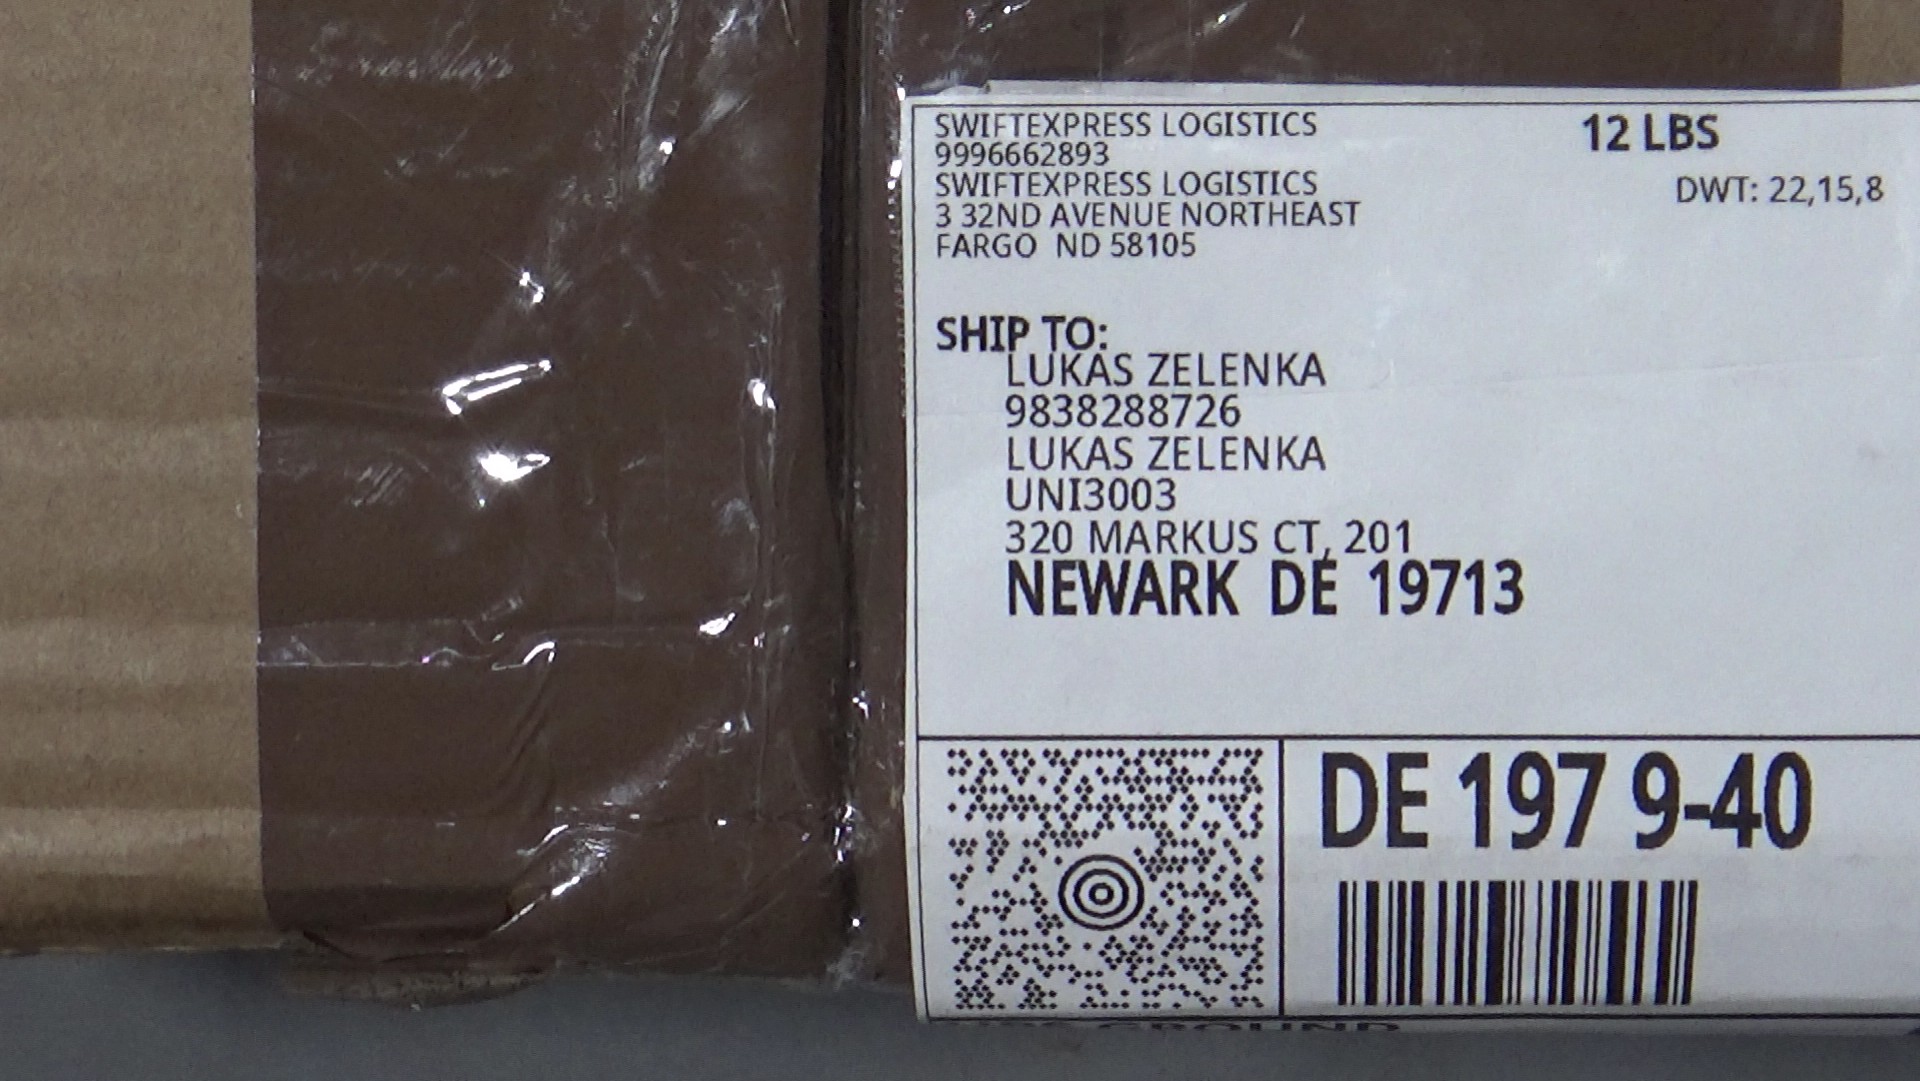 SWIFTEXPRESS LOGISTICS
9996662893
SWIFTEXPRESS LOGISTICS
3 32ND AVENUE NORTHEAST
FARGO ND 58105
12 LBS
DWT: 22,15,8
SHIP TO:
LUKAS ZELENKA
9838288726
LUKAS ZELENKA
UNI3003
320 MARKUS CT, 201
NEWARK DE 19713
DE 197 9-40
GROUND